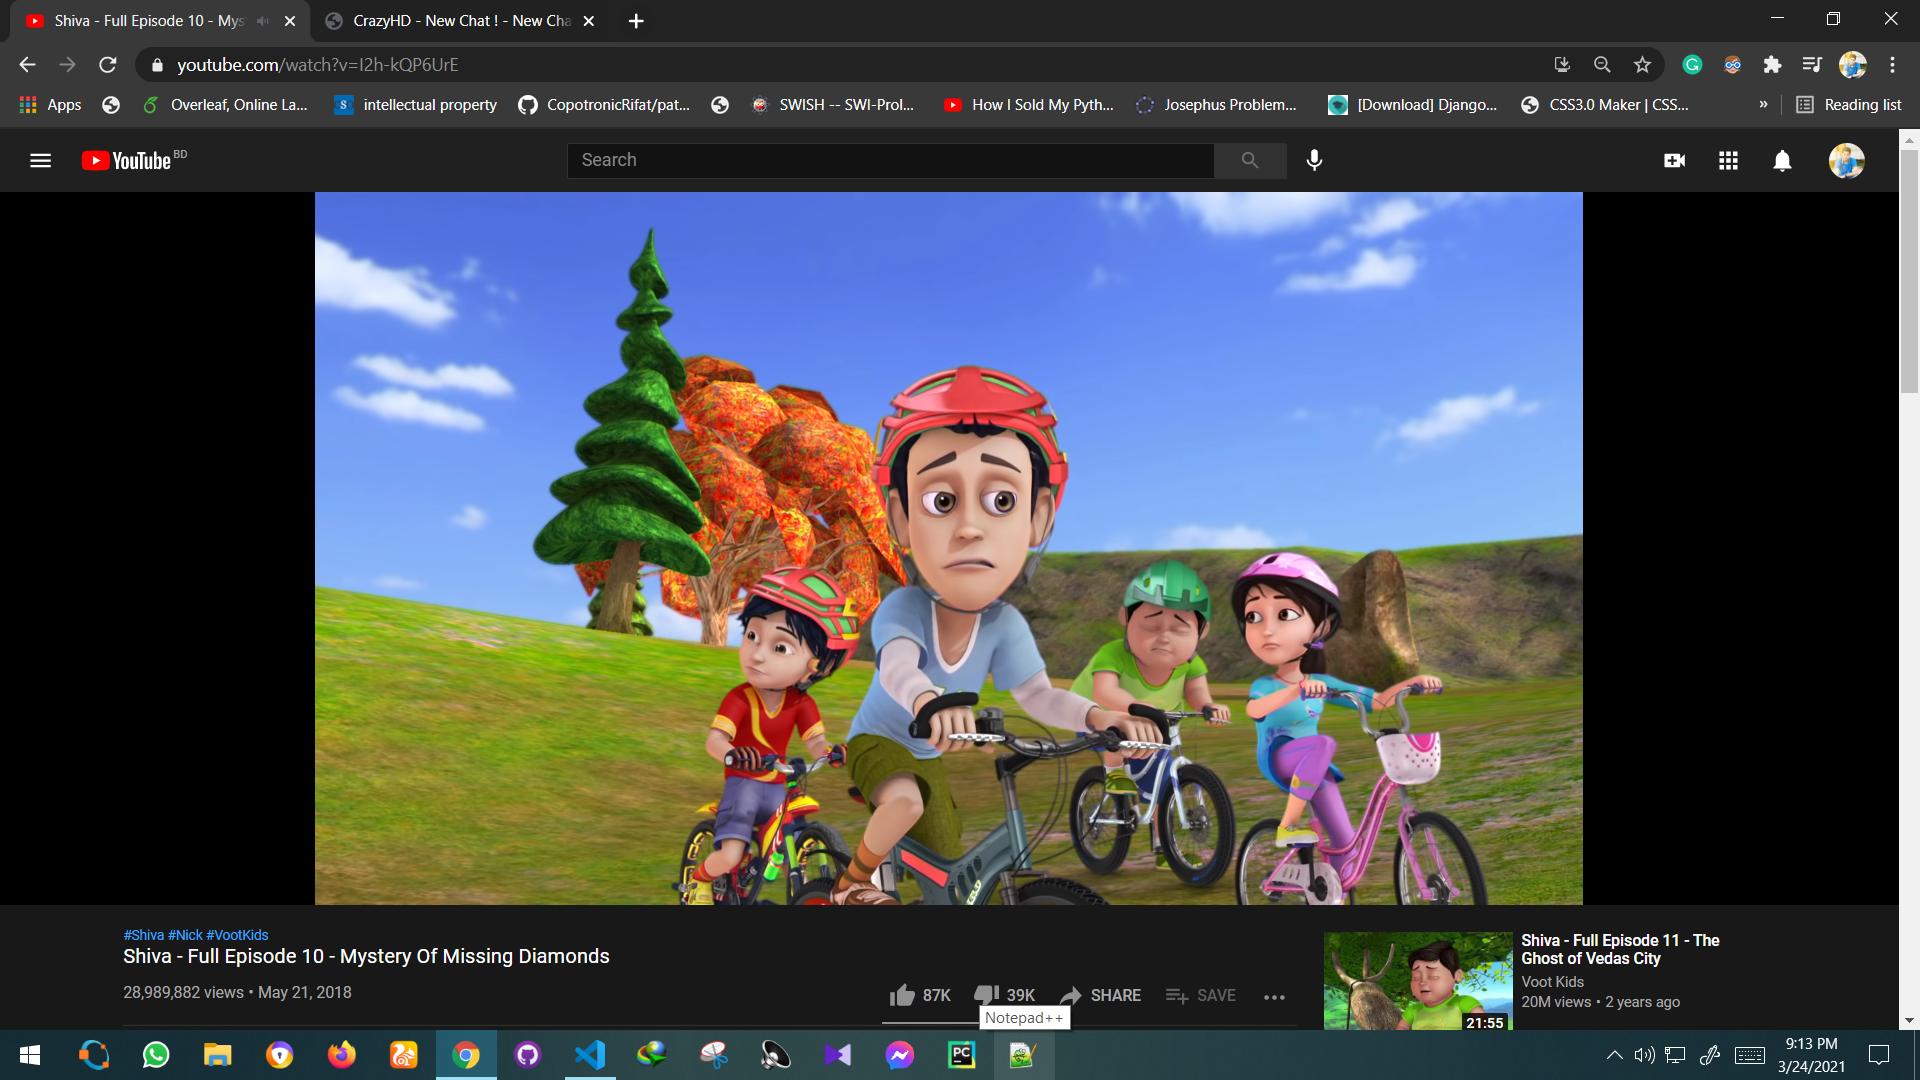 Shiva - Full Episode 10 - Mys
CrazyHD - New Chat ! - New Cha
youtube.com/watch?v=I2h-kQP6UrE
Apps
Overleaf, Online La...
intellectual property
CopotronicRifat/pat...
SWISH -- SWI-Prol...
How I Sold My Pyth...
Josephus Problem...
[Download] Django...
CSS3.0 Maker | CSS...
»
Reading list
YouTube BD
Search
#Shiva #Nick #VootKids
Shiva - Full Episode 10 - Mystery Of Missing Diamonds
28,989,882 views • May 21, 2018
87K
39K
SHARE
SAVE
Notepad++
Shiva - Full Episode 11 - The
Ghost of Vedas City
Voot Kids
20M views • 2 years ago
21:55
PC
9:13 PM
3/24/2021